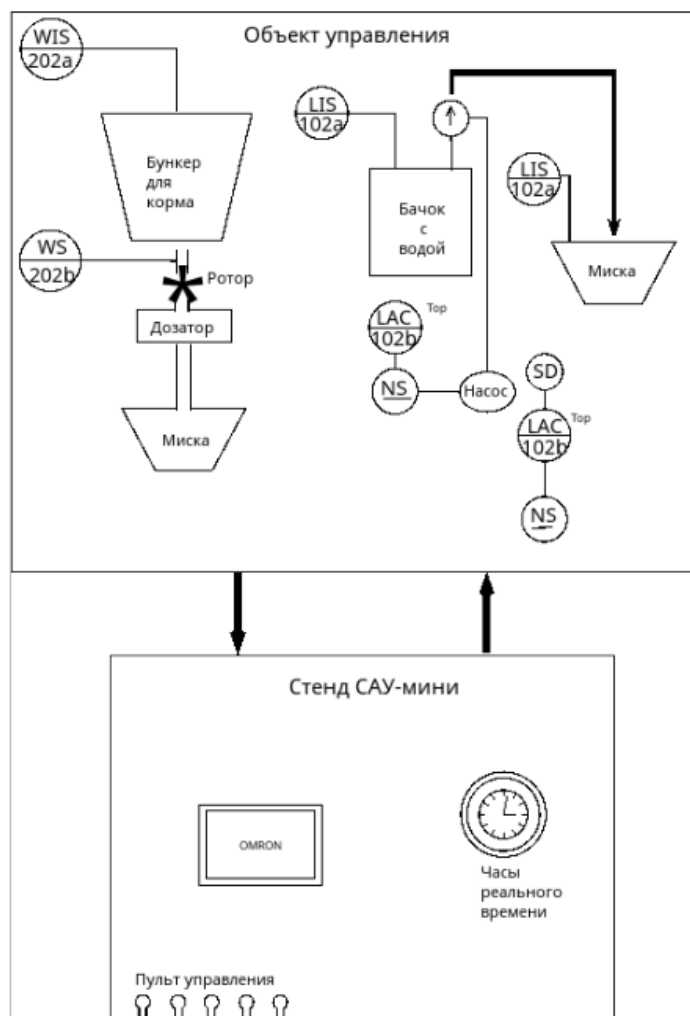 Объект управления
WIS
202a
LIS
102a
LIS
102a
Бункер
для
корма
Бачок
с
водой
WS
202b
Ротор
Миска
Дозатор
LAC
102b
Top
NS
Насос
SD
LAC
102b
Top
Миска
NS
Стенд САУ-мини
OMRON
Часы
реального
времени
Пульт управления